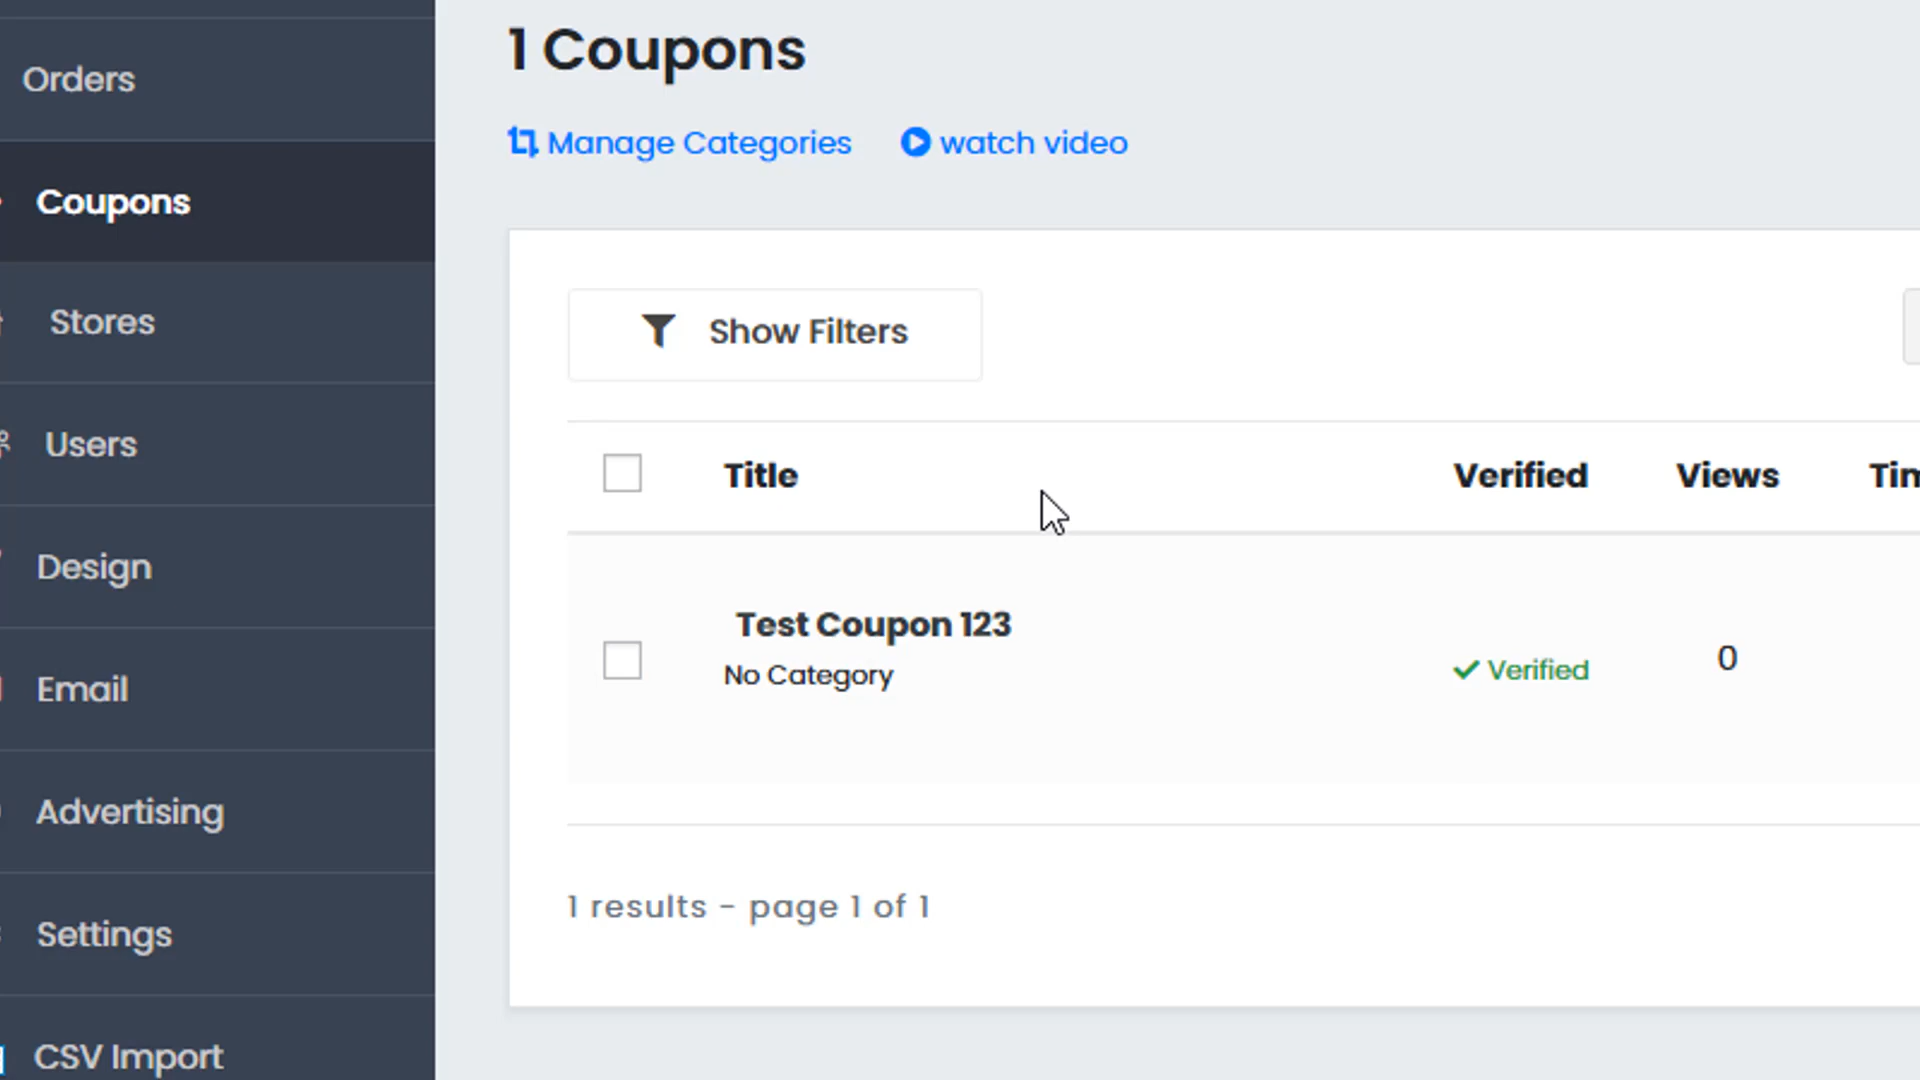 Orders
Coupons
Stores
Users
Design
Email
Advertising
Settings
CSV Import
1 Coupons
Manage Categories watch video
Show Filters
Title Verified Views
Test Coupon 123
No Category
Verified 0
1 results - page 1 of 1